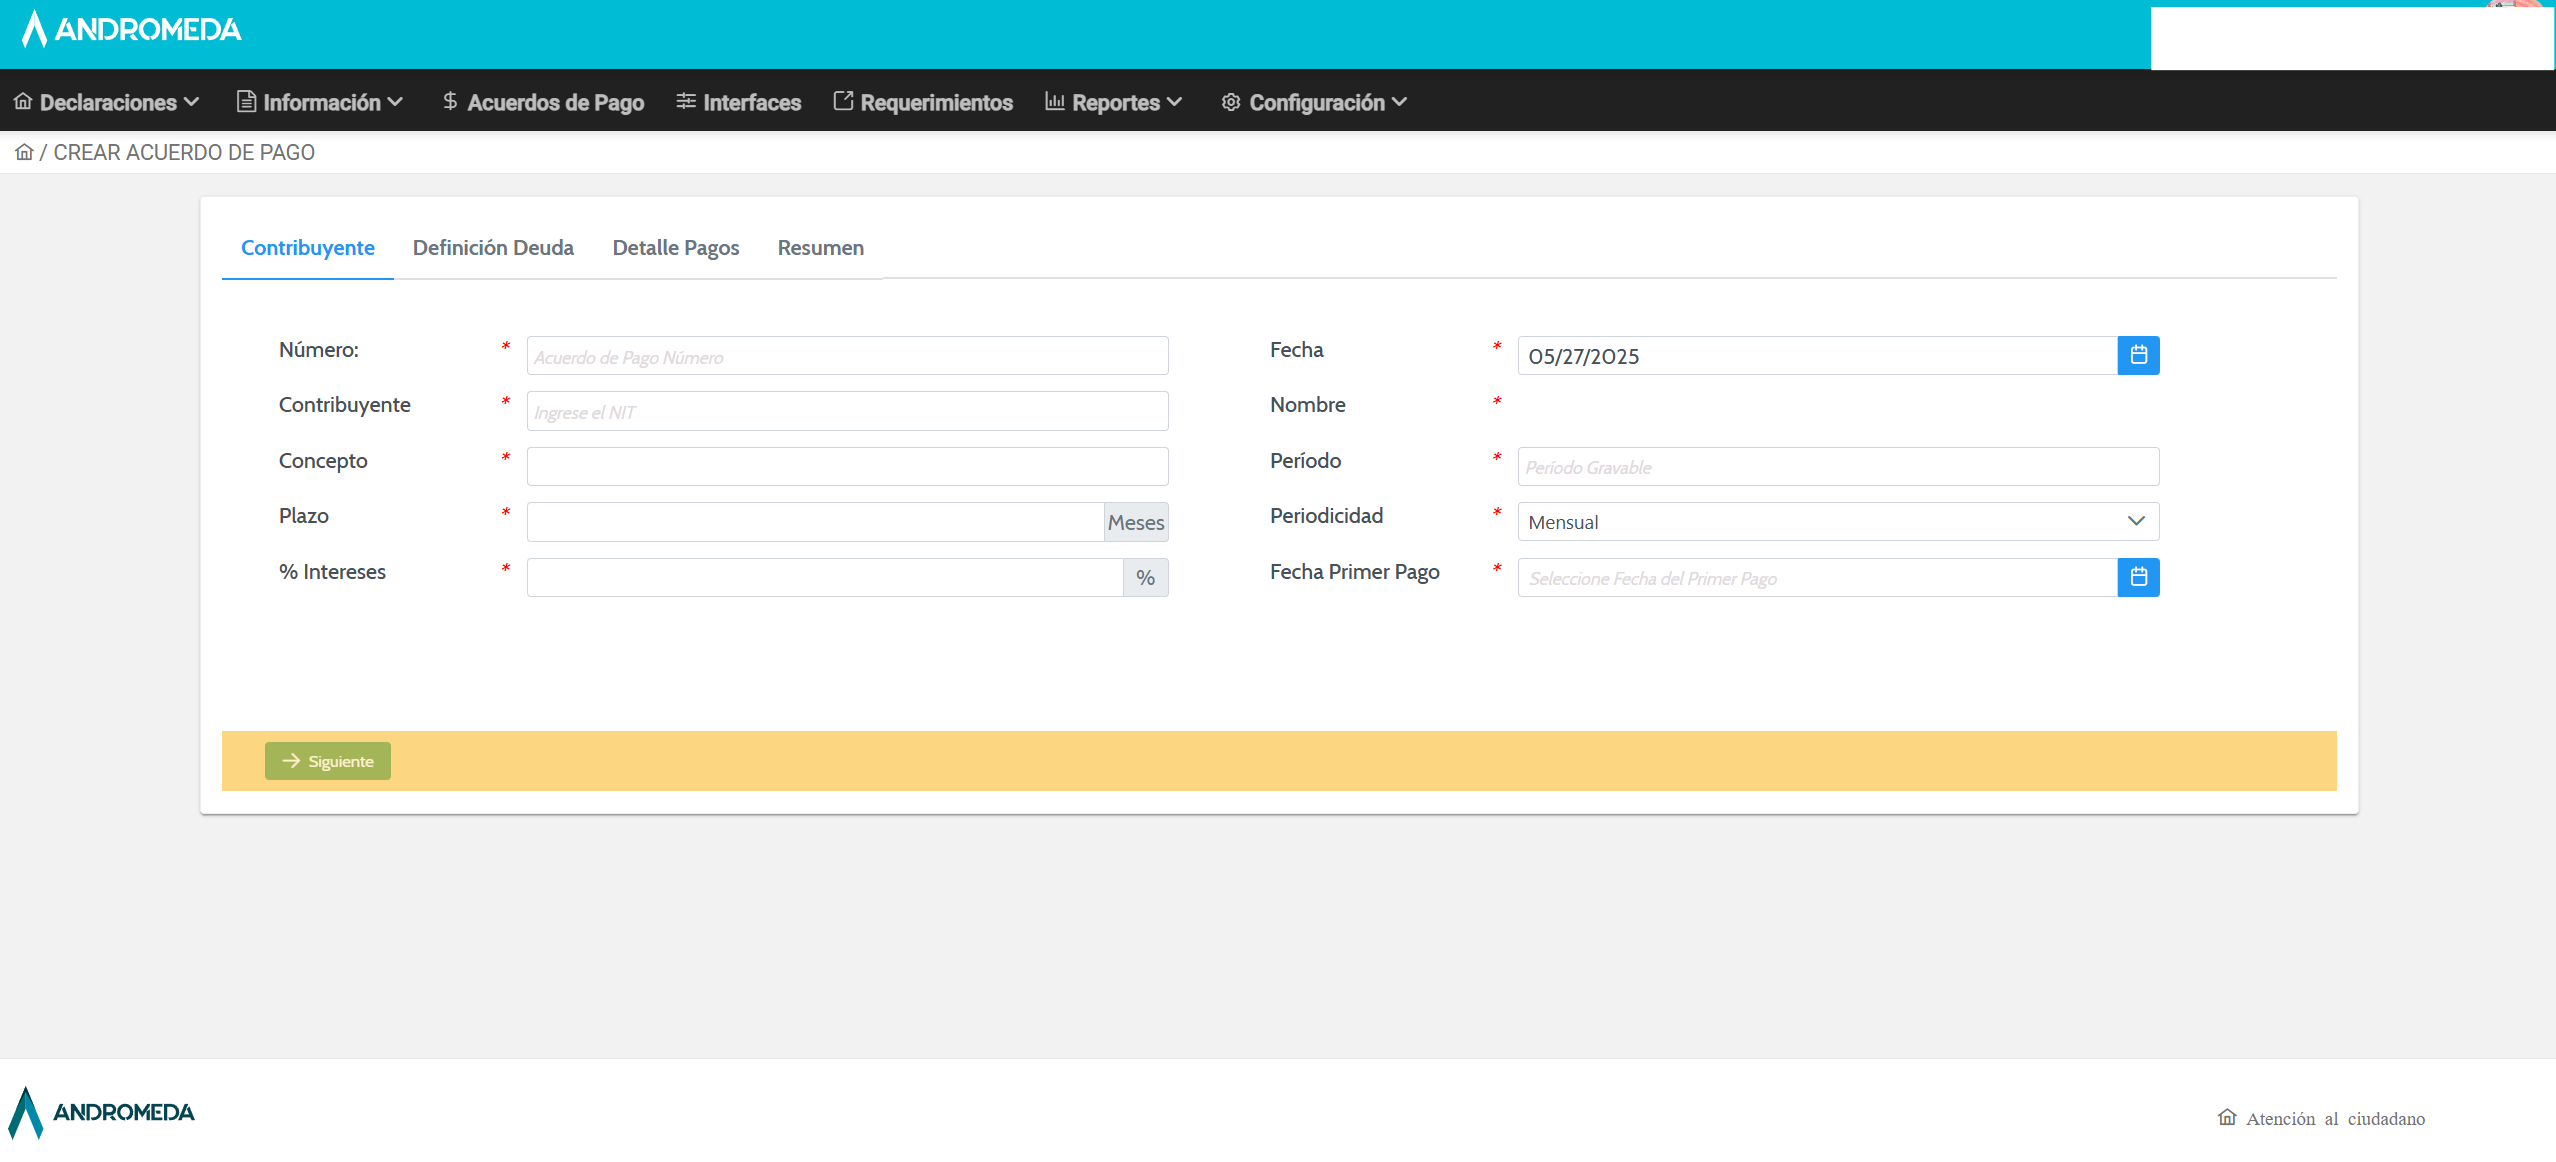 ANDROMEDA
Declaraciones Información Acuerdos de Pago Interfaces Requerimientos Reportes Configuración
/ CREAR ACUERDO DE PAGO
Contribuyente Definición Deuda Detalle Pagos Resumen
Número: * Acuerdo de Pago Número Fecha * 05/27/2025
Contribuyente * Ingrese el NIT Nombre *
Concepto * Período * Período Gravable
Plazo * Meses Periodicidad * Mensual
% Intereses * % Fecha Primer Pago * Seleccione Fecha del Primer Pago
Siguiente
ANDROMEDA
Atención al ciudadano